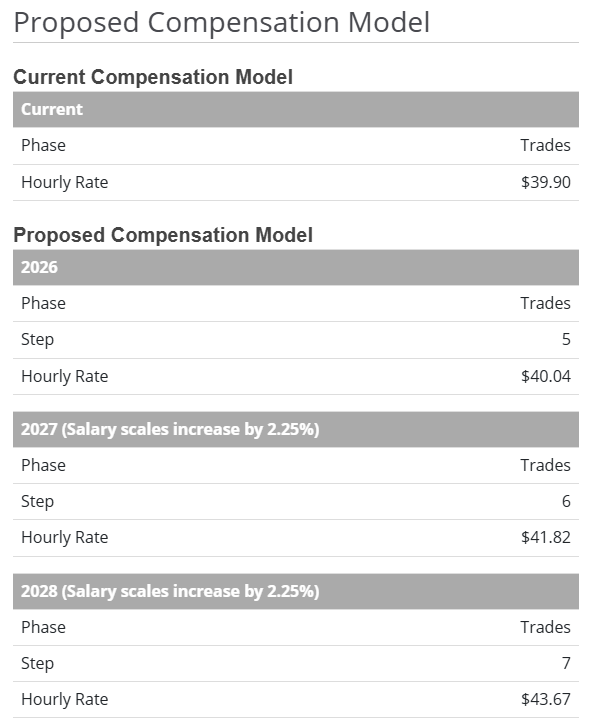 Proposed Compensation Model
Current Compensation Model
Current
Phase Trades
Hourly Rate $39.90
Proposed Compensation Model
2026
Phase Trades
Step 5
Hourly Rate $40.04
2027 (Salary scales increase by 2.25%)
Phase Trades
Step 6
Hourly Rate $41.82
2028 (Salary scales increase by 2.25%)
Phase Trades
Step 7
Hourly Rate $43.67